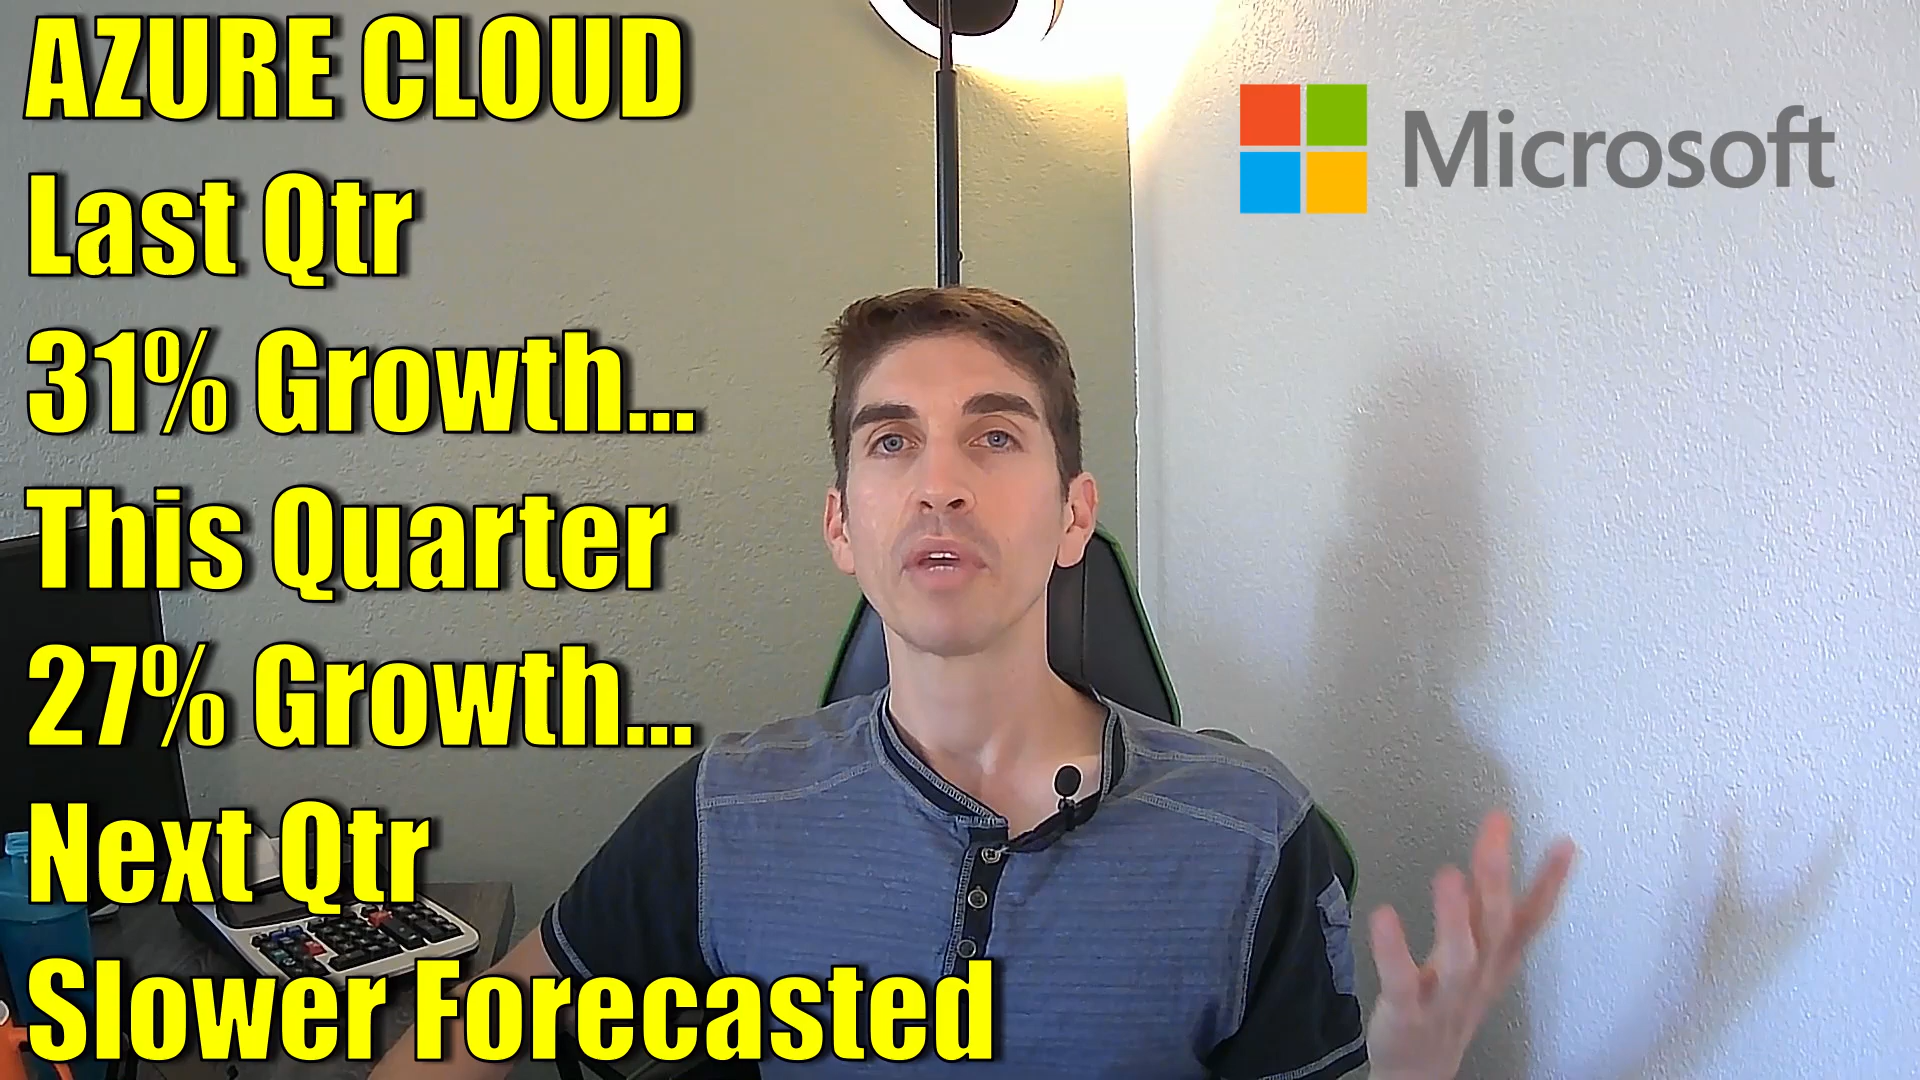 AZURE CLOUD
Last Qtr
31% Growth...
This Quarter
27% Growth...
Next Qtr
Slower Forecasted
Microsoft